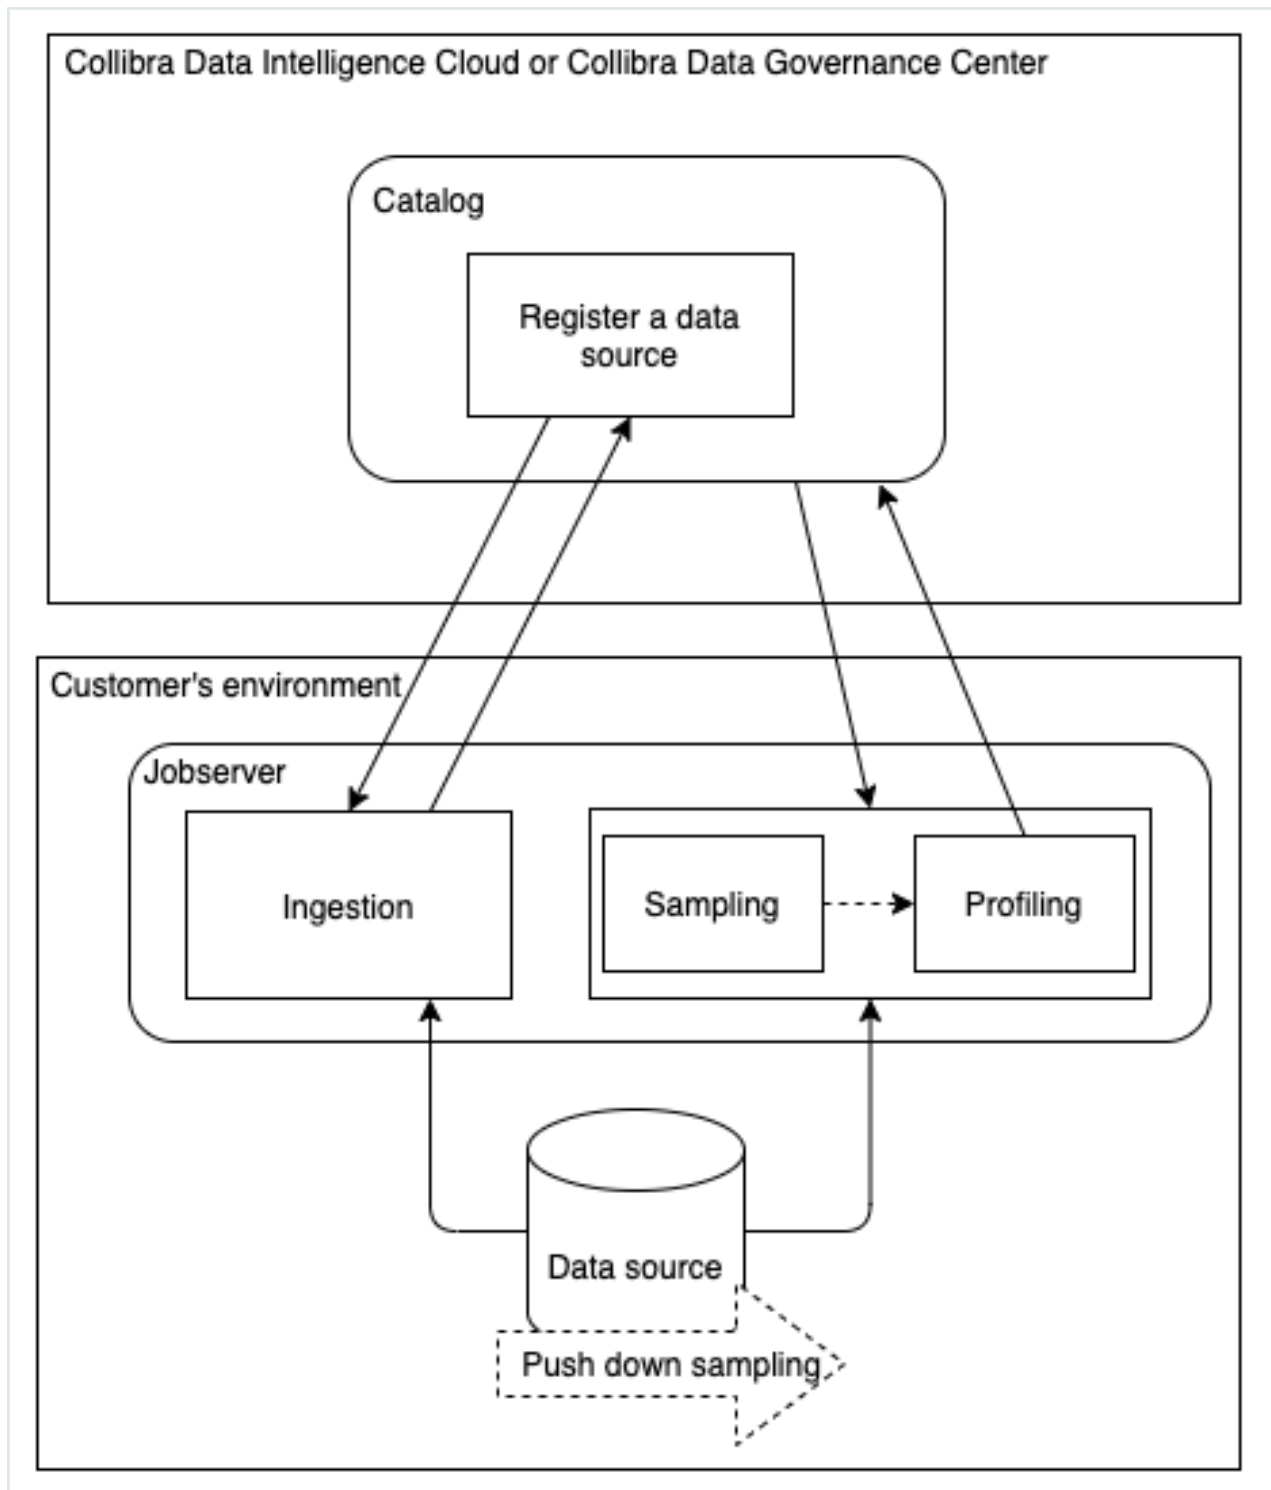 Collibra Data Intelligence Cloud or Collibra Data Governance Center
Catalog
Register a data
source
Customer's environment
Jobserver
Ingestion
Sampling
Profiling
Data source
Push down sampling